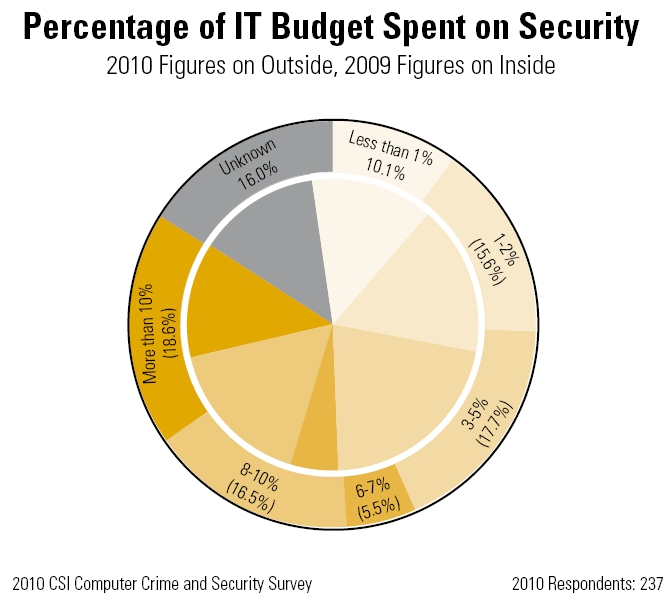 Percentage of IT Budget Spent on Security
2010 Figures on Outside, 2009 Figures on Inside
Less than 1%
10.1%
1-2%
(15.6%)
3-5%
(17.7%)
6-7%
(5.5%)
8-10%
(16.5%)
More than 10%
(18.6%)
Unknown
16.0%
2010 CSI Computer Crime and Security Survey
2010 Respondents: 237